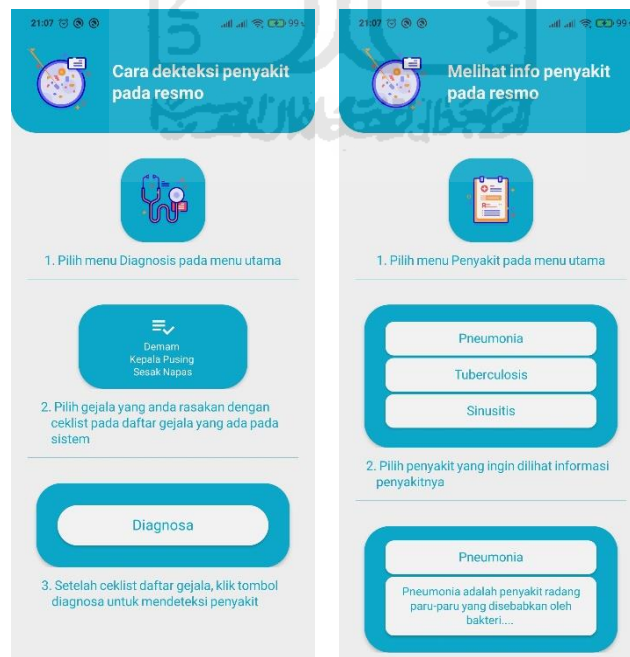 21:07
99
Cara dekteksi penyakit
pada resmo
1. Pilih menu Diagnosis pada menu utama
Demam
Kepala Pusing
Sesak Napas
2. Pilih gejala yang anda rasakan dengan
ceklist pada daftar gejala yang ada pada
sistem
Diagnosa
3. Setelah ceklist daftar gejala, klik tombol
diagnosa untuk mendeteksi penyakit
21:07
99
Melihat info penyakit
pada resmo
1. Pilih menu Penyakit pada menu utama
Pneumonia
Tuberculosis
Sinusitis
2. Pilih penyakit yang ingin dilihat informasi
penyakitnya
Pneumonia
Pneumonia adalah penyakit radang
paru-paru yang disebabkan oleh
bakteri....